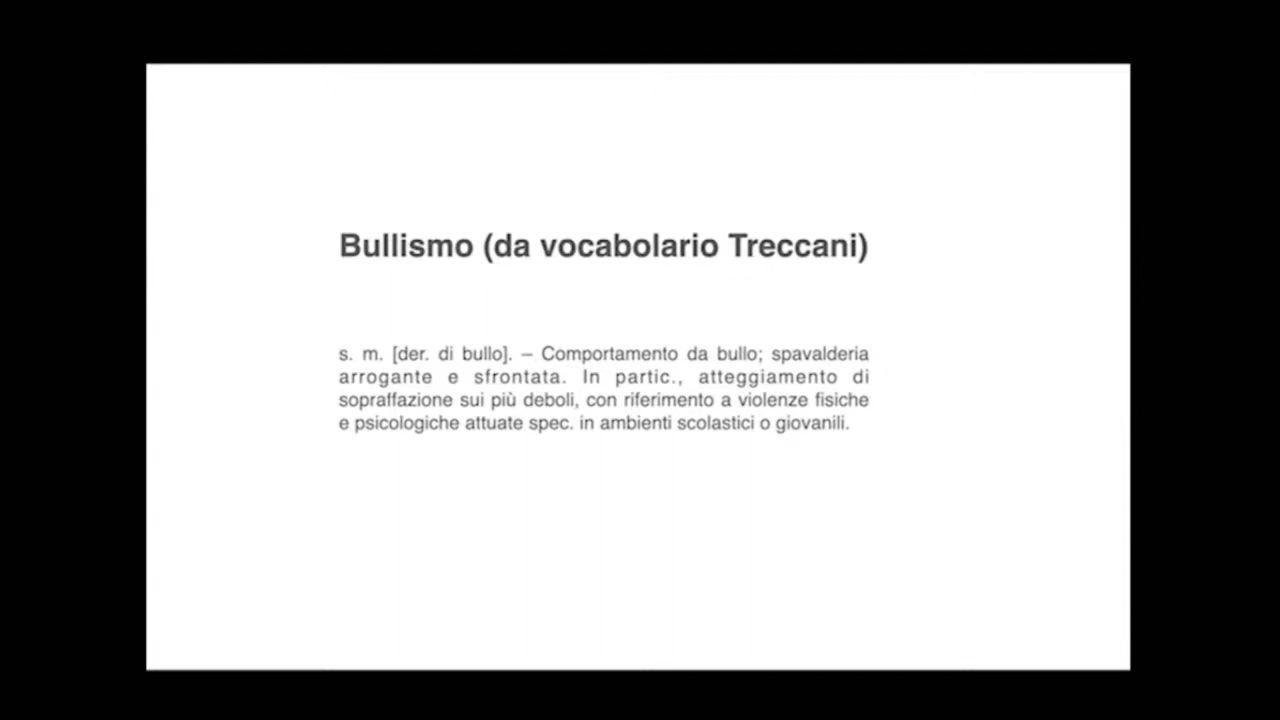 Bullismo (da vocabolario Treccani)
s. m. [der. di bullo]. – Comportamento da bullo; spavalderia
arrogante e sfrontata. In partic., atteggiamento di
sopraffazione sui più deboli, con riferimento a violenze fisiche
e psicologiche attuate spec. in ambienti scolastici o giovanili.